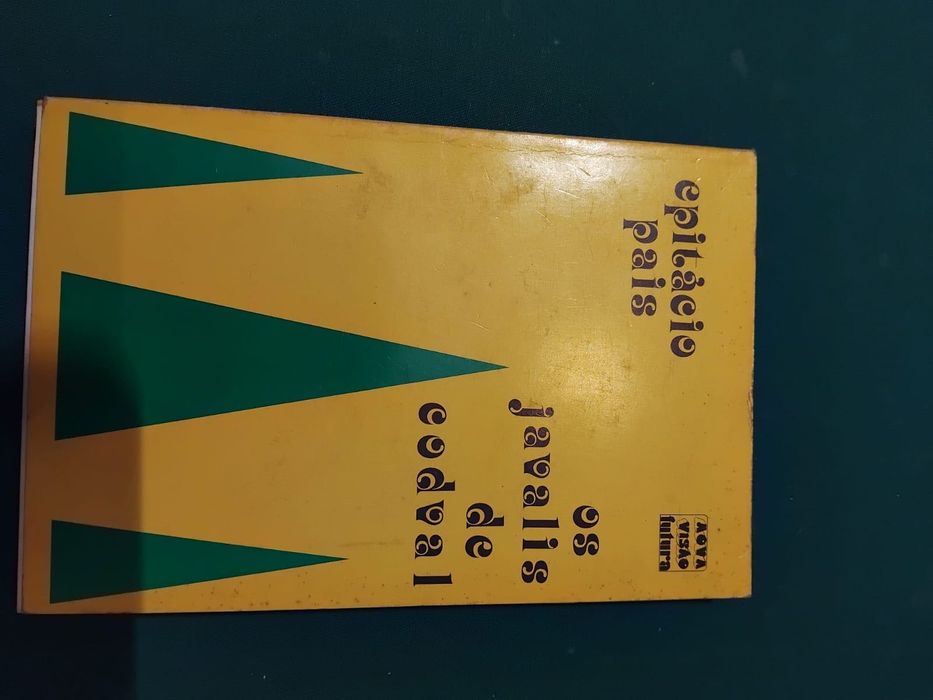 epitácio
pais
nova
visão
futura
os
javalis
de
codval